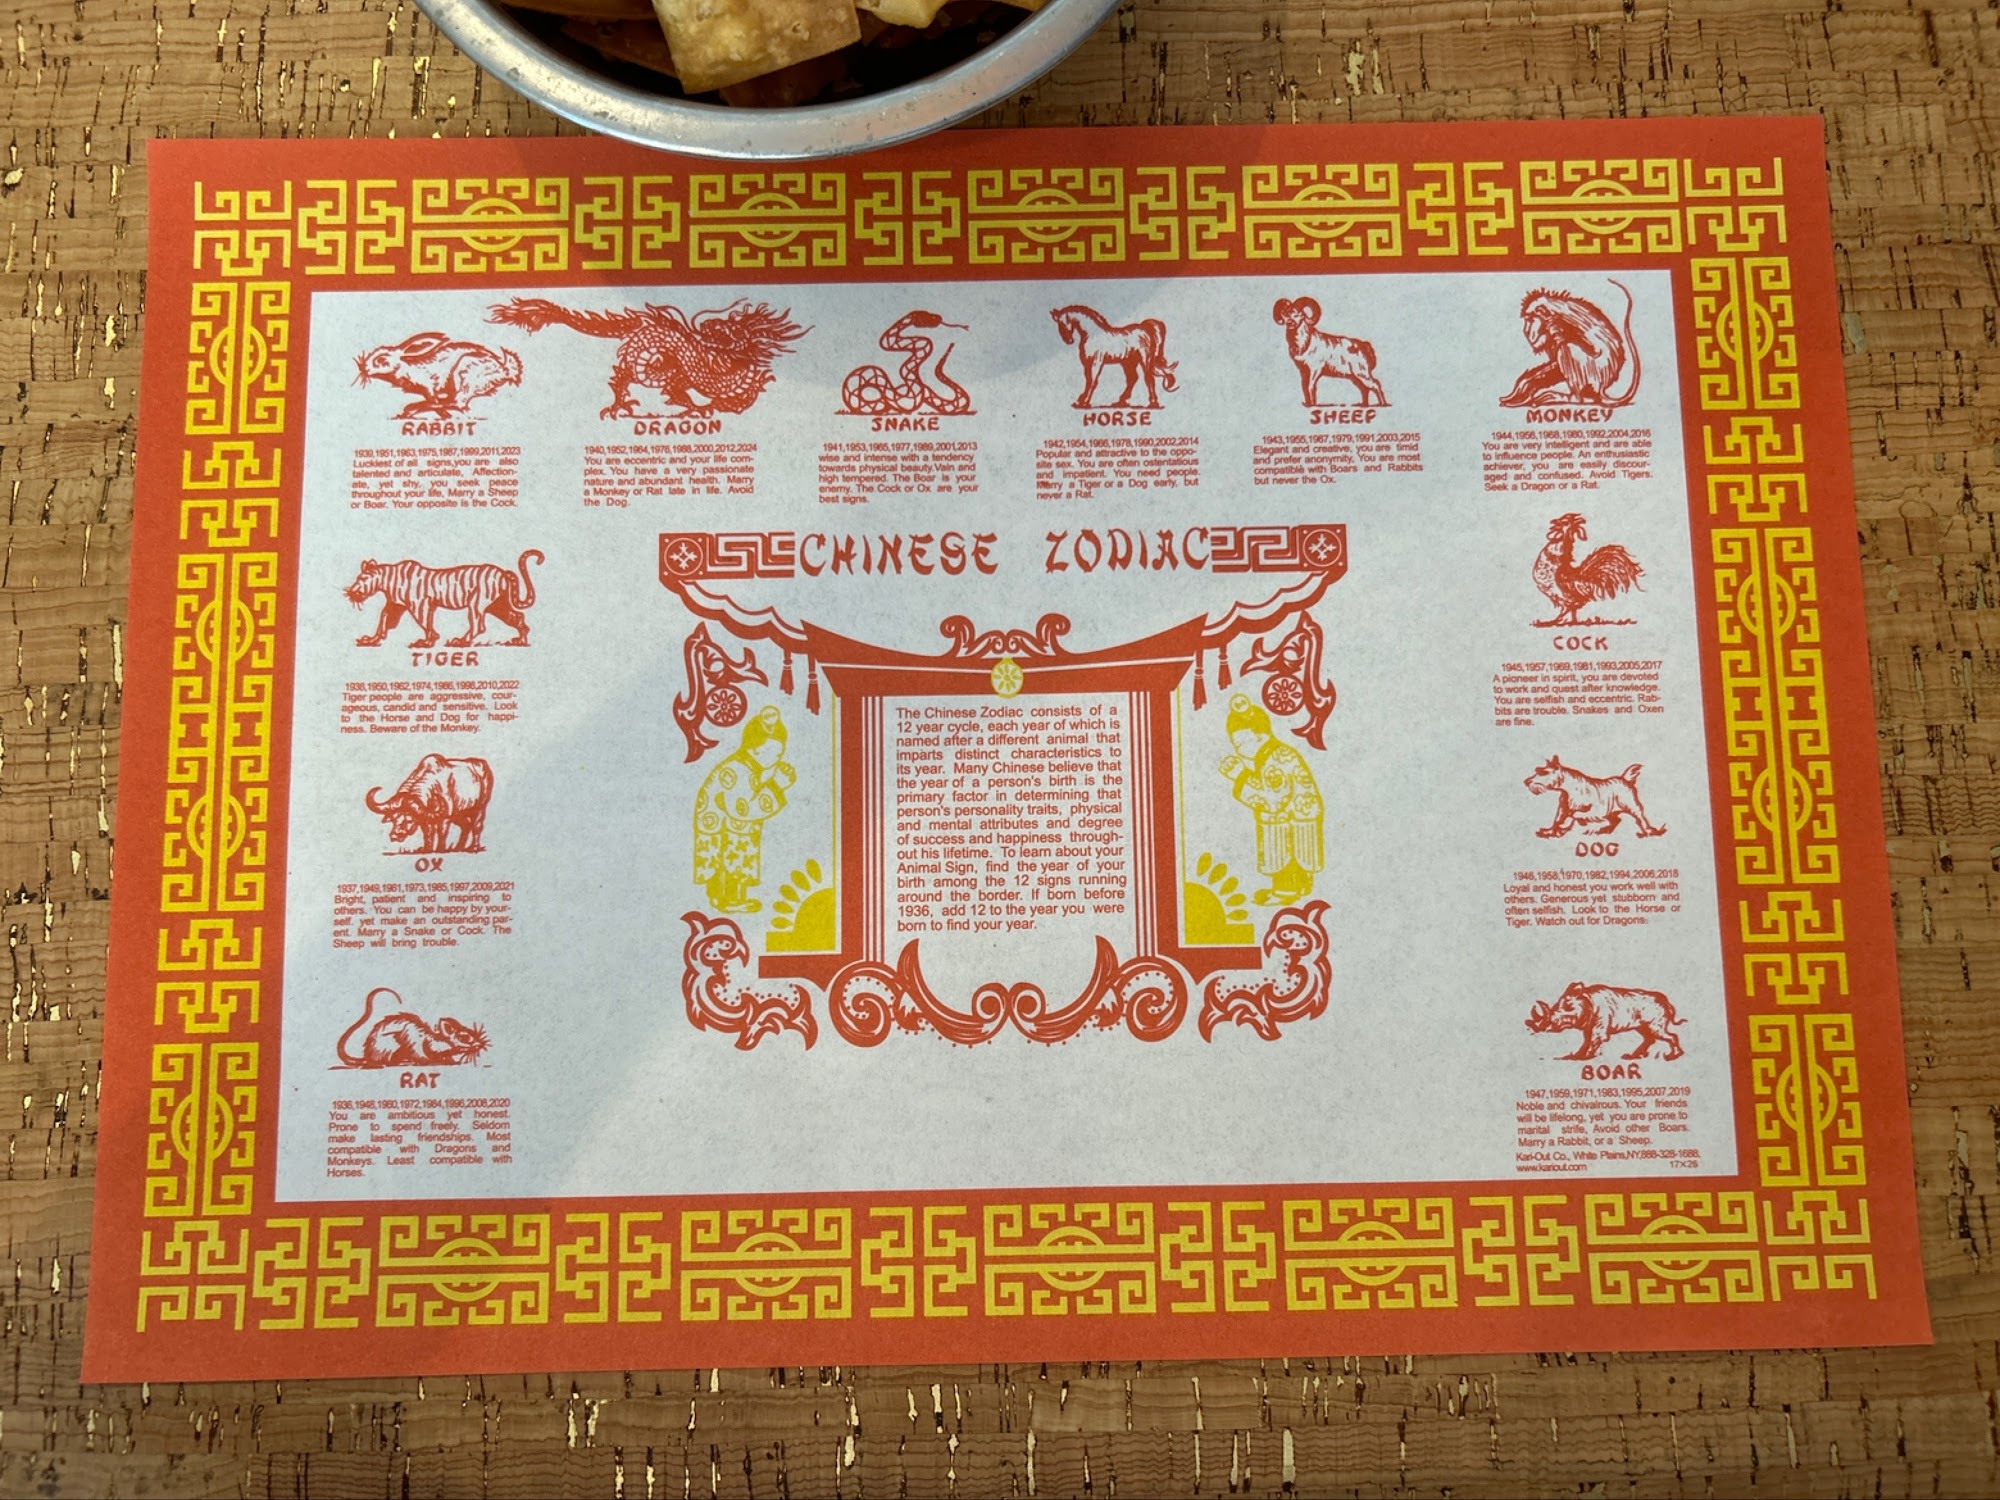 RABBIT
1939,1951,1963,1975,1987,1999,2011,2023
Luckiest of all signs,you are also
talented and articulate, Affection-
ate, yet shy, you seek peace
throughout your life, Marry a Sheep
or Boar. Your opposite is the Cock.
DRAGON
1940,1952,1964,1976,1988,2000,2012,2024
You are eccentric and your life com-
plex. You have a very passionate
nature and abundant health. Marry
a Monkey or Rat late in life. Avoid
the Dog.
SNAKE
1941,1953,1965,1977,1989,2001,2013
wise and intense with a tendency
towards physical beauty.Vain and
high tempered. The Boar is your
enemy. The Cock or Ox are your
best signs.
HORSE
1942,1954,1966,1978,1990,2002,2014
Popular and attractive to the oppo-
site sex. You are often ostentatious
and impatient. You need people.
Marry a Tiger or a Dog early, but
never a Rat.
SHEEP
1943,1955,1967,1979,1991,2003,2015
Elegant and creative, you are timid
and prefer anonymity, You are most
compatible with Boars and Rabbits
but never the Ox.
MONKEY
1944,1956,1968,1980,1992,2004,2016
You are very intelligent and are able
to influence people. An enthusiastic
achiever, you are easily discour-
aged and confused. Avoid Tigers.
Seek a Dragon or a Rat.
TIGER
1938,1950,1962,1974,1986,1998,2010,2022
Tiger people are aggressive, cour-
ageous, candid and sensitive. Look
to the Horse and Dog for happi-
ness. Beware of the Monkey.
CHINESE ZODIAC
The Chinese Zodiac consists of a
12 year cycle, each year of which is
named after a different animal that
imparts distinct characteristics to
its year. Many Chinese believe that
the year of a person's birth is the
primary factor in determining that
person's personality traits, physical
and mental attributes and degree
of success and happiness through-
out his lifetime. To learn about your
Animal Sign, find the year of your
birth among the 12 signs running
around the border. If born before
1936, add 12 to the year you were
born to find your year.
COCK
1945,1957,1969,1981,1993,2005,2017
A pioneer in spirit, you are devoted
to work and quest after knowledge.
You are selfish and eccentric. Rab-
bits are trouble. Snakes and Oxen
are fine.
OX
1937,1949,1961,1973,1985,1997,2009,2021
Bright, patient and inspiring to
others. You can be happy by your-
self, yet make an outstanding par-
ent. Marry a Snake or Cock. The
Sheep will bring trouble.
DOG
1946,1958,1970,1982,1994,2006,2018
Loyal and honest you work well with
others. Generous yet stubborn and
often selfish. Look to the Horse or
Tiger. Watch out for Dragons.
RAT
1936,1948,1960,1972,1984,1996,2008,2020
You are ambitious yet honest.
Prone to spend freely. Seldom
make lasting friendships. Most
compatible with Dragons and
Monkeys. Least compatible with
Horses.
BOAR
1947,1959,1971,1983,1995,2007,2019
Noble and chivalrous. Your friends
will be lifelong, yet you are prone to
marital strife, Avoid other Boars.
Marry a Rabbit, or a Sheep.
Kari-Out Co., White Plains,NY,888-328-1688,
www.kariout.com 17×26